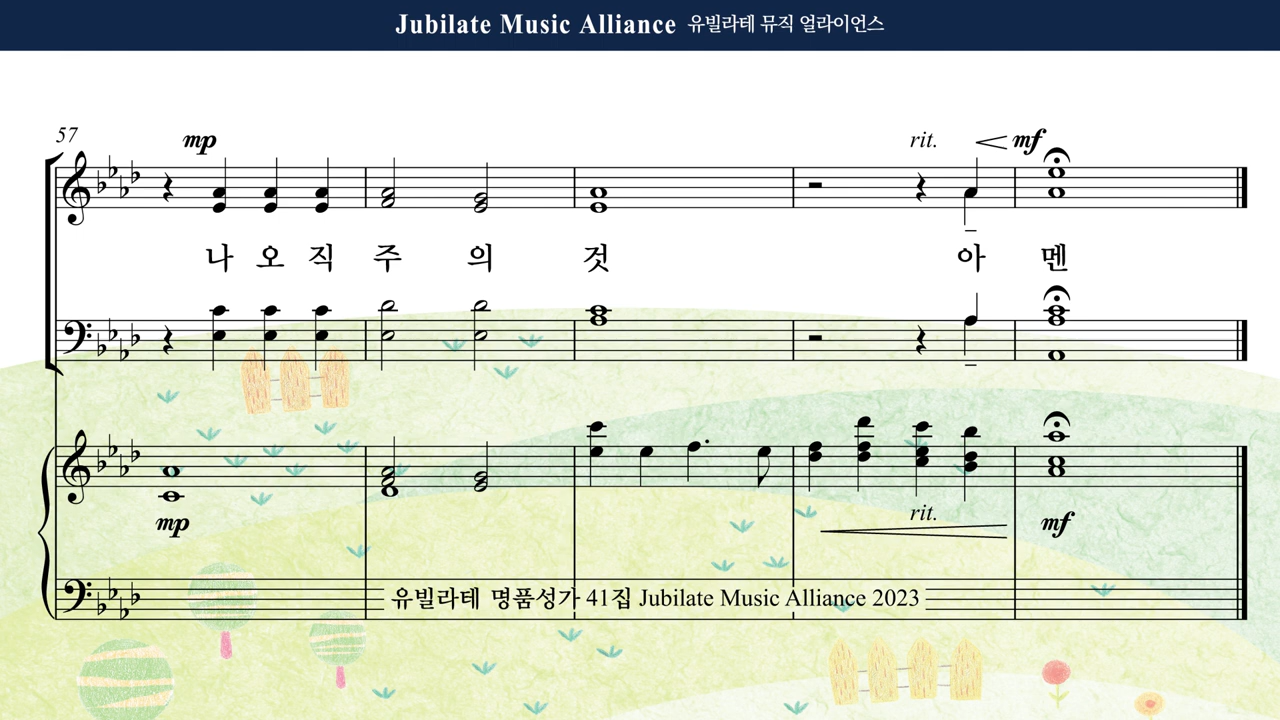 Jubilate Music Alliance 유빌라테 뮤직 얼라이언스
57
mp
rit.
mf
나 오 직 주 의 것 아 멘
mp
rit.
mf
유빌라테 명품성가 41집 Jubilate Music Alliance 2023